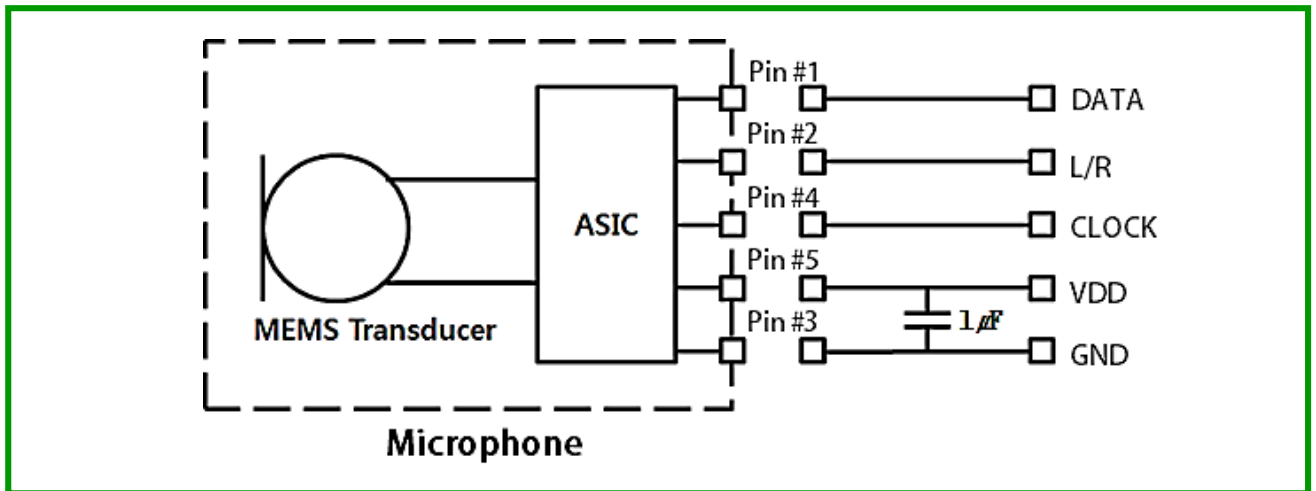 Pin #1
DATA
Pin #2
L/R
Pin #4
CLOCK
ASIC
Pin #5
VDD
MEMS Transducer
Pin #3
1㎌
GND
Microphone